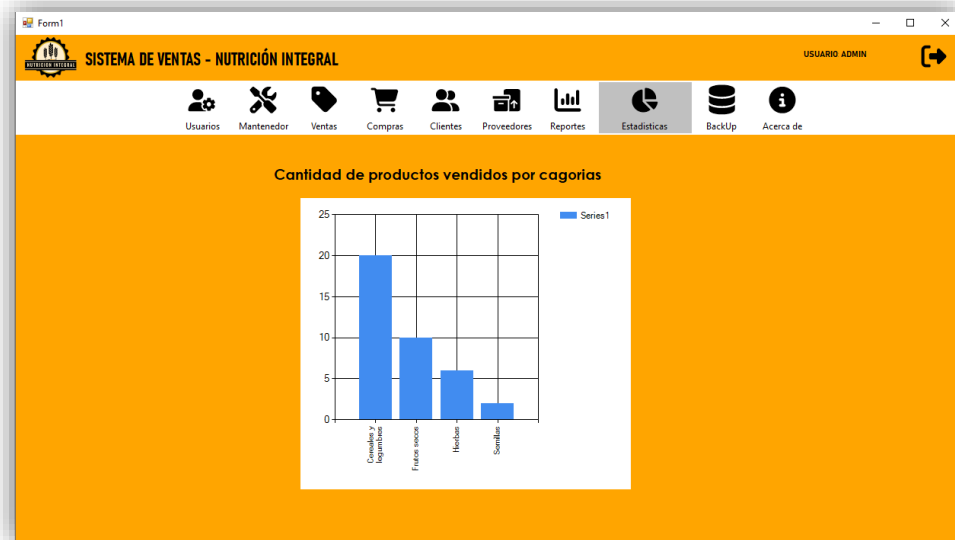 Form1
NUTRICIÓN INTEGRAL
SISTEMA DE VENTAS - NUTRICIÓN INTEGRAL
USUARIO ADMIN
Usuarios
Mantenedor
Ventas
Compras
Clientes
Proveedores
Reportes
Estadisticas
BackUp
Acerca de
Cantidad de productos vendidos por cagorias
25
20
15
10
5
0
Series1
Cereales y
legumbres
Frutos secos
Hierbas
Semillas